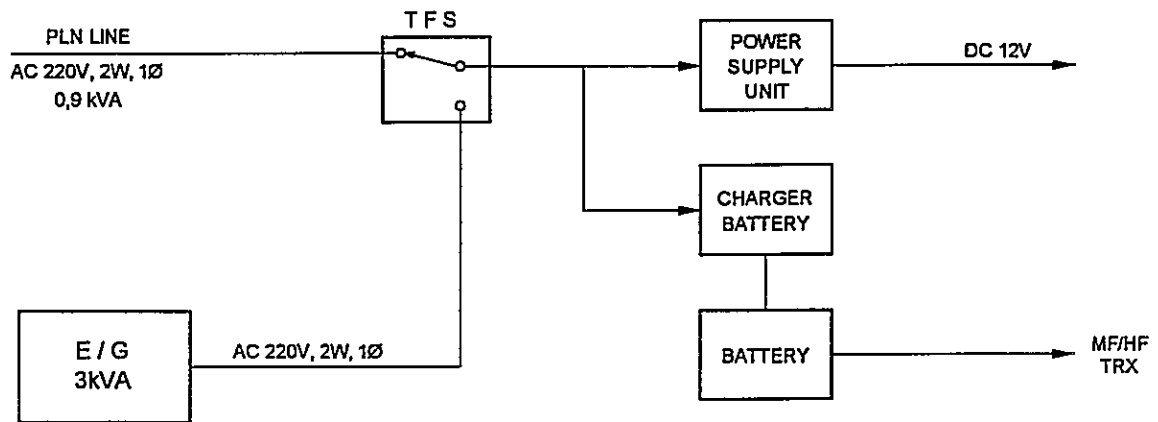 T F S
PLN LINE
AC 220V, 2W, 1Ø
0,9 kVA
POWER
SUPPLY
UNIT
DC 12V
CHARGER
BATTERY
E / G
3kVA
AC 220V, 2W, 1Ø
BATTERY
MF/HF
TRX